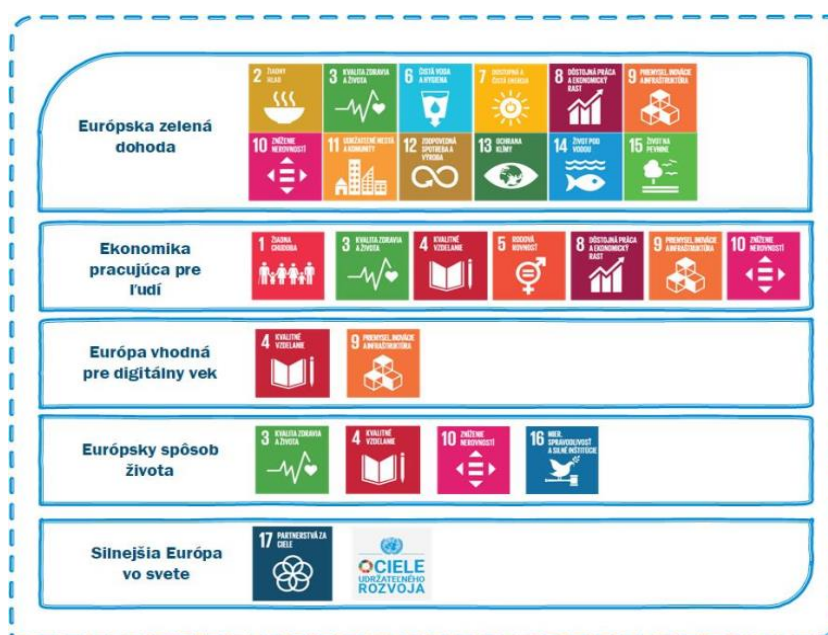 Európska zelená
dohoda
2 ŽIADNY
HLAD
3 KVALITA ZDRAVIA
A ŽIVOTA
6 ČISTÁ VODA
A HYGIENA
7 DOSTUPNÁ A
ČISTÁ ENERGIA
8 DÔSTOJNÁ PRÁCA
A EKONOMICKÝ
RAST
9 PRIEMYSEL, INOVÁCIE
A INFRAŠTRUKTÚRA
10 ZNÍŽENIE
NEROVNOSTÍ
11 UDRŽATEĽNÉ MESTÁ
A KOMUNITY
12 ZODPOVEDNÁ
SPOTREBA A
VÝROBA
13 OCHRANA
KLÍMY
14 ŽIVOT POD
VODOU
15 ŽIVOT NA
PEVNINE
Ekonomika
pracujúca pre
ľudí
1 ŽIADNA
CHUDOBA
3 KVALITA ZDRAVIA
A ŽIVOTA
4 KVALITNÉ
VZDELANIE
5 RODOVÁ
ROVNOSŤ
8 DÔSTOJNÁ PRÁCA
A EKONOMICKÝ
RAST
9 PRIEMYSEL, INOVÁCIE
A INFRAŠTRUKTÚRA
10 ZNÍŽENIE
NEROVNOSTÍ
Európa vhodná
pre digitálny vek
4 KVALITNÉ
VZDELANIE
9 PRIEMYSEL, INOVÁCIE
A INFRAŠTRUKTÚRA
Európsky spôsob
života
3 KVALITA ZDRAVIA
A ŽIVOTA
4 KVALITNÉ
VZDELANIE
10 ZNÍŽENIE
NEROVNOSTÍ
16 MIER,
SPRAVODLIVOSŤ
A SILNÉ INŠTITÚCIE
Silnejšia Európa
vo svete
17 PARTNERSTVÁ ZA
CIELE
CIELE
UDRŽATEĽNÉHO
ROZVOJA